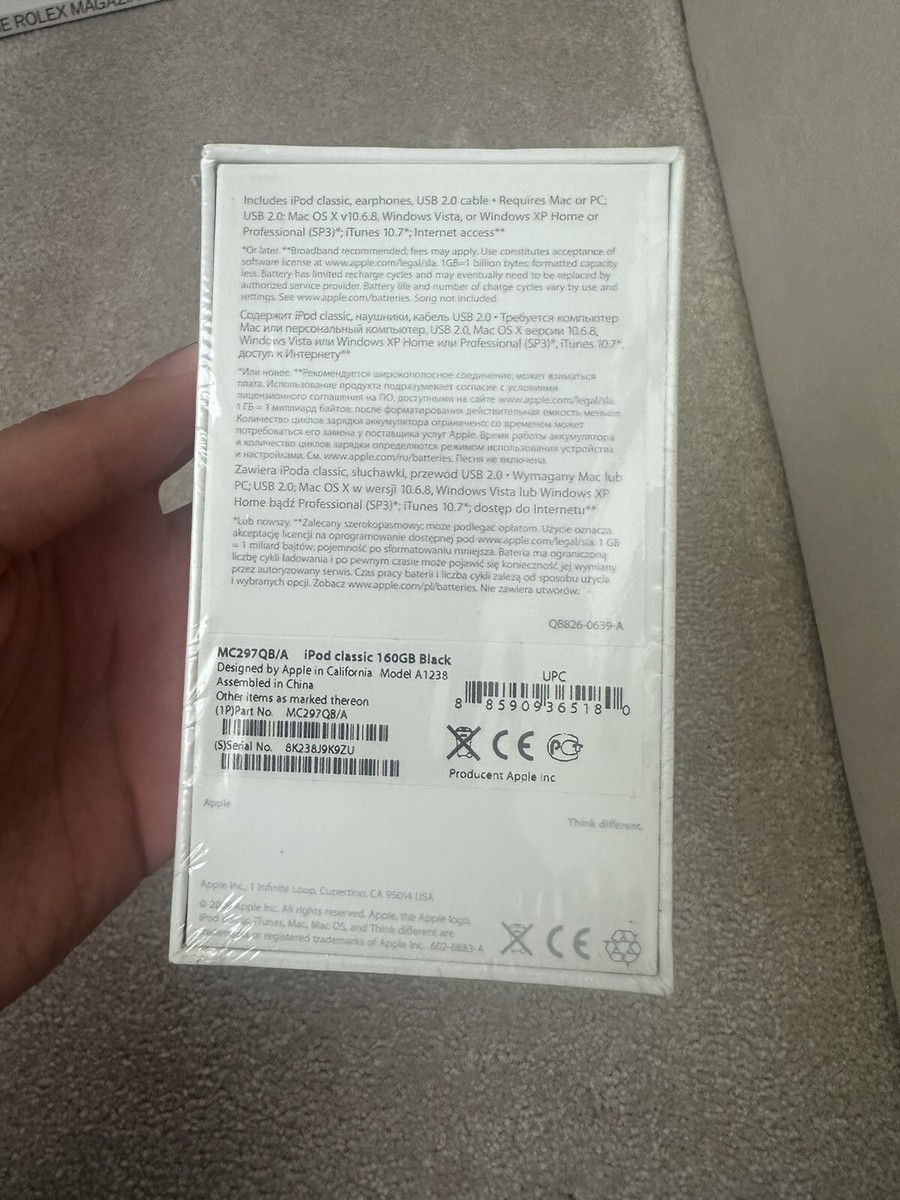 E ROLEX MAGAZ
Includes iPod classic, earphones, USB 2.0 cable • Requires Mac or PC;
USB 2.0; Mac OS X v10.6.8, Windows Vista, or Windows XP Home or
Professional (SP3)*; iTunes 10.7*; Internet access**
*Or later. **Broadband recommended; fees may apply. Use constitutes acceptance of
software license at www.apple.com/legal/sla. 1GB=1 billion bytes; formatted capacity
less. Battery has limited recharge cycles and may eventually need to be replaced by
authorized service provider. Battery life and number of charge cycles vary by use and
settings. See www.apple.com/batteries. Song not included.
Содержит iPod classic, наушники, кабель USB 2.0 • Требуется компьютер
Mac или персональный компьютер, USB 2.0, Mac OS X версии 10.6.8,
Windows Vista или Windows XP Home или Professional (SP3)*, iTunes 10.7*,
доступ к Интернету**
*Или новее. **Рекомендуется широкополосное соединение; может взиматься
плата. Использование продукта подразумевает согласие с условиями
лицензионного соглашения на ПО, доступными на сайте www.apple.com/legal/sla.
1 ГБ = 1 миллиард байтов; после форматирования действительная емкость меньше.
Количество циклов зарядки аккумулятора ограничено; со временем может
потребоваться его замена у поставщика услуг Apple. Время работы аккумулятора
и количество циклов зарядки определяются режимом использования устройства
и настройками. См. www.apple.com/ru/batteries. Песня не включена.
Zawiera iPoda classic, słuchawki, przewód USB 2.0 • Wymagany Mac lub
PC; USB 2.0; Mac OS X w wersji 10.6.8, Windows Vista lub Windows XP
Home bądź Professional (SP3)*; iTunes 10.7*; dostęp do Internetu**
*Lub nowszy. **Zalecany szerokopasmowy; może podlegać opłatom. Użycie oznacza
akceptację licencji na oprogramowanie dostępnej pod www.apple.com/legal/sla. 1 GB
= 1 miliard bajtów; pojemność po sformatowaniu mniejsza. Bateria ma ograniczoną
liczbę cykli ładowania i po pewnym czasie może pojawić się konieczność jej wymiany
przez autoryzowany serwis. Czas pracy baterii i liczba cykli zależą od sposobu użycia
i wybranych opcji. Zobacz www.apple.com/pl/batteries. Nie zawiera utworów.
QB826-0639-A
MC297QB/A iPod classic 160GB Black
Designed by Apple in California Model A1238
Assembled in China
Other items as marked thereon
(1P)Part No. MC297QB/A
(S)Serial No. 8K238J9K9ZU
UPC
8 85909 36518 0
CE PCT
Producent Apple Inc
Apple
Think different.
Apple Inc., 1 Infinite Loop, Cupertino, CA 95014 USA
© Apple Inc. All rights reserved. Apple, the Apple logo,
iPod iTunes, Mac, Mac OS, and Think different are
or registered trademarks of Apple Inc. 602-6883-A
CE